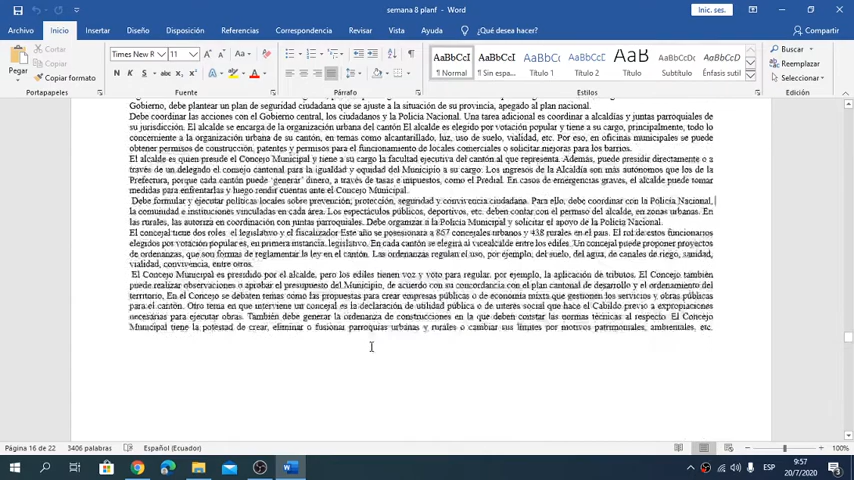 semana 8 planf - Word
Inic. ses.
Archivo Inicio Insertar Diseño Disposición Referencias Correspondencia Revisar Vista Ayuda ¿Qué desea hacer? Compartir
Pegar
Cortar
Copiar
Copiar formato
Portapapeles
Times New R 11
N K S
Fuente
Párrafo
AaBbCcI AaBbCcI AaBbC AaBbCcI AaB AaBbCcD AaBbCcD
¶ Normal ¶ Sin espa... Título 1 Título 2 Título Subtítulo Énfasis sutil
Estilos
Buscar
Reemplazar
Seleccionar
Edición
Gobierno, debe plantear un plan de seguridad ciudadana que se ajuste a la situación de su provincia, apegado al plan nacional.
Debe coordinar las acciones con el Gobierno central, los ciudadanos y la Policía Nacional. Una tarea adicional es coordinar a alcaldías y juntas parroquiales de
su jurisdicción. El alcalde se encarga de la organización urbana del cantón El alcalde es elegido por votación popular y tiene a su cargo, principalmente, todo lo
concerniente a la organización urbana de su cantón, en temas como alcantarillado, luz, uso de suelo, vialidad, etc. Por eso, en oficinas municipales se puede
obtener permisos de construcción, patentes y permisos para el funcionamiento de locales comerciales o solicitar mejoras para los barrios.
El alcalde es quien preside el Concejo Municipal y tiene a su cargo la facultad ejecutiva del cantón al que representa. Además, puede presidir directamente o a
través de un delegado el consejo cantonal para la igualdad y equidad del Municipio a su cargo. Los ingresos de la Alcaldía son más autónomos que los de la
Prefectura, porque cada cantón puede 'generar' dinero, a través de tasas e impuestos, como el Predial. En casos de emergencias graves, el alcalde puede tomar
medidas para enfrentarlas y luego rendir cuentas ante el Concejo Municipal.
Debe formular y ejecutar políticas locales sobre prevención, protección, seguridad y convivencia ciudadana. Para ello, debe coordinar con la Policía Nacional,
la comunidad e instituciones vinculadas en cada área. Los espectáculos públicos, deportivos, etc. deben contar con el permiso del alcalde, en zonas urbanas. En
las rurales, las autoriza en coordinación con juntas parroquiales. Debe organizar a la Policía Municipal y solicitar el apoyo de la Policía Nacional.
El concejal tiene dos roles el legislativo y el fiscalizador Este año se posesionarán a 867 concejales urbanos y 438 rurales en el país. El rol de estos funcionarios
elegidos por votación popular es, en primera instancia, legislativo. En cada cantón se elegirá al vicealcalde entre los ediles. Un concejal puede proponer proyectos
de ordenanzas, que son formas de reglamentar la ley en el cantón. Las ordenanzas regulan el uso, por ejemplo, del suelo, del agua, de canales de riego, sanidad,
vialidad, convivencia, entre otros.
El Concejo Municipal es presidido por el alcalde, pero los ediles tienen voz y voto para regular, por ejemplo, la aplicación de tributos. El Concejo también
puede realizar observaciones o aprobar el presupuesto del Municipio, de acuerdo con su concordancia con el plan cantonal de desarrollo y el ordenamiento del
territorio. En el Concejo se debaten temas como las propuestas para crear empresas públicas o de economía mixta que gestionen los servicios y obras públicas
para el cantón. Otro tema en que interviene un concejal es la declaración de utilidad pública o de interés social que hace el Cabildo previo a expropiaciones
necesarias para ejecutar obras. También debe generar la ordenanza de construcciones en la que deben constar las normas técnicas al respecto. El Concejo
Municipal tiene la potestad de crear, eliminar o fusionar parroquias urbanas y rurales o cambiar sus límites por motivos patrimoniales, ambientales, etc.
Página 16 de 22 3406 palabras Español (Ecuador) 100%
ESP
9:57
20/7/2020